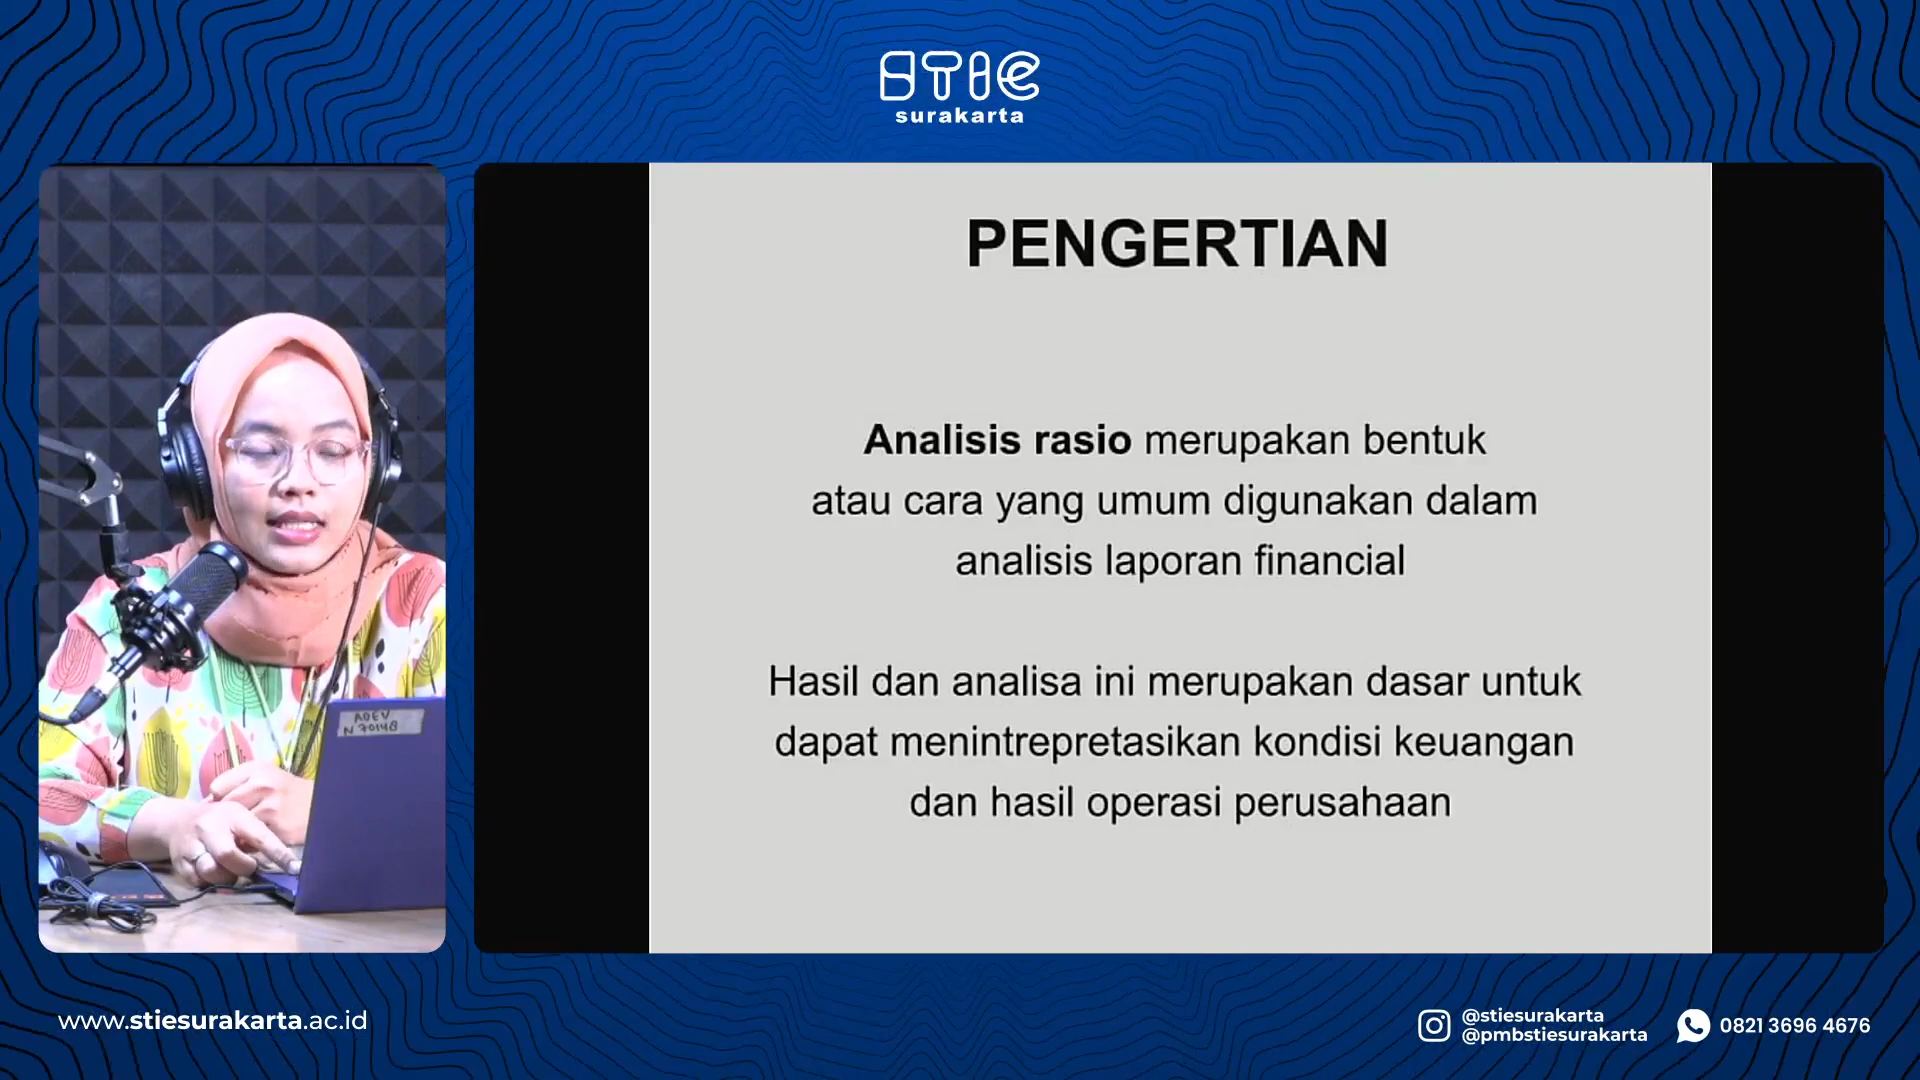 STIE
surakarta
PENGERTIAN
Analisis rasio merupakan bentuk
atau cara yang umum digunakan dalam
analisis laporan financial
Hasil dan analisa ini merupakan dasar untuk
dapat menintrepretasikan kondisi keuangan
dan hasil operasi perusahaan
ADEV
N 7014B
www.stiesurakarta.ac.id
@stiesurakarta
@pmbstiesurakarta
0821 3696 4676